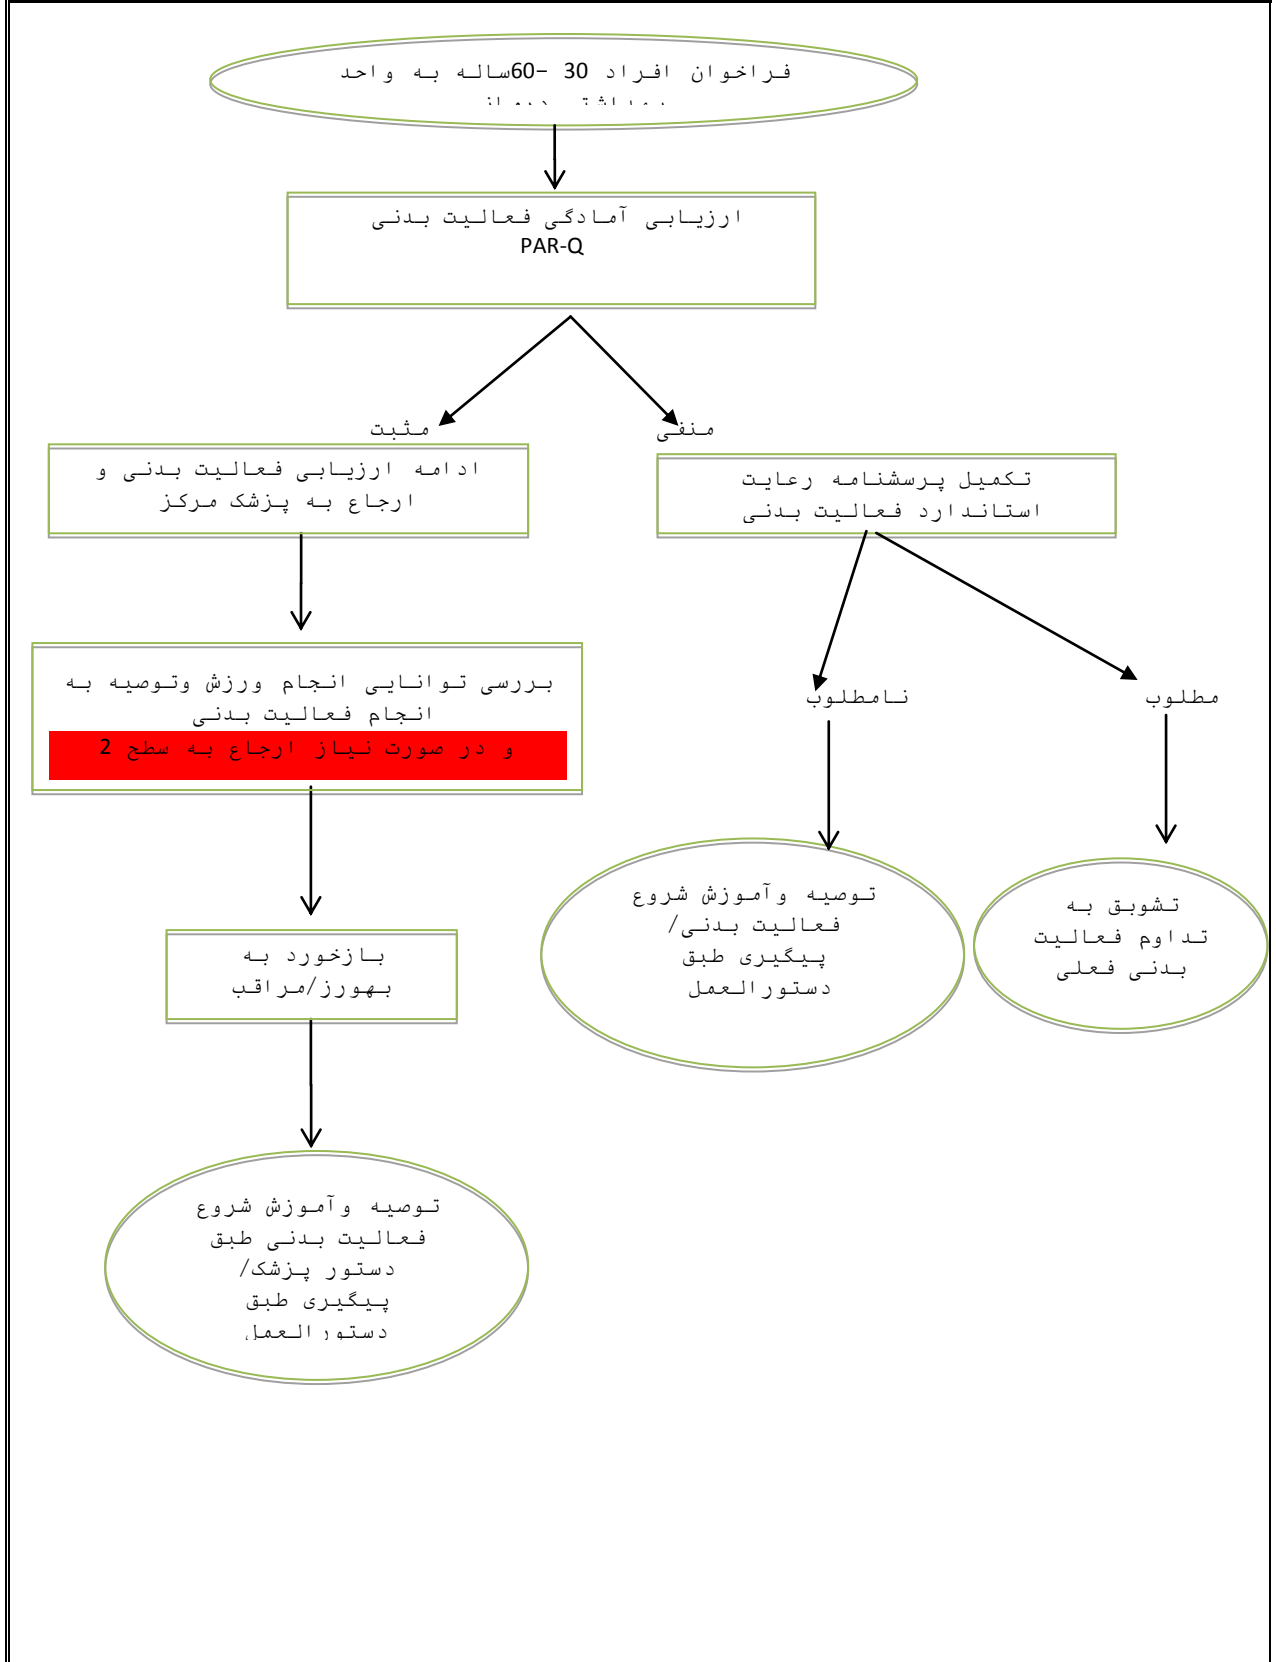 فراخوان افراد 30 –60ساله به واحد
ارزیابی آمادگی فعالیت بدنی
PAR-Q
مثبت
منفی
ادامه ارزیابی فعالیت بدنی و
ارجاع به پزشک مرکز
تکمیل پرسشنامه رعایت
استاندارد فعالیت بدنی
بررسی توانایی انجام ورزش وتوصیه به
انجام فعالیت بدنی
و در صورت نیاز ارجاع به سطح 2
نامطلوب
مطلوب
توصیه وآموزش شروع
فعالیت بدنی/
پیگیری طبق
دستورالعمل
تشوبق به
تداوم فعالیت
بدنی فعلی
بازخورد به
بهورز/مراقب
توصیه وآموزش شروع
فعالیت بدنی طبق
دستور پزشک/
پیگیری طبق
دستورالعمل